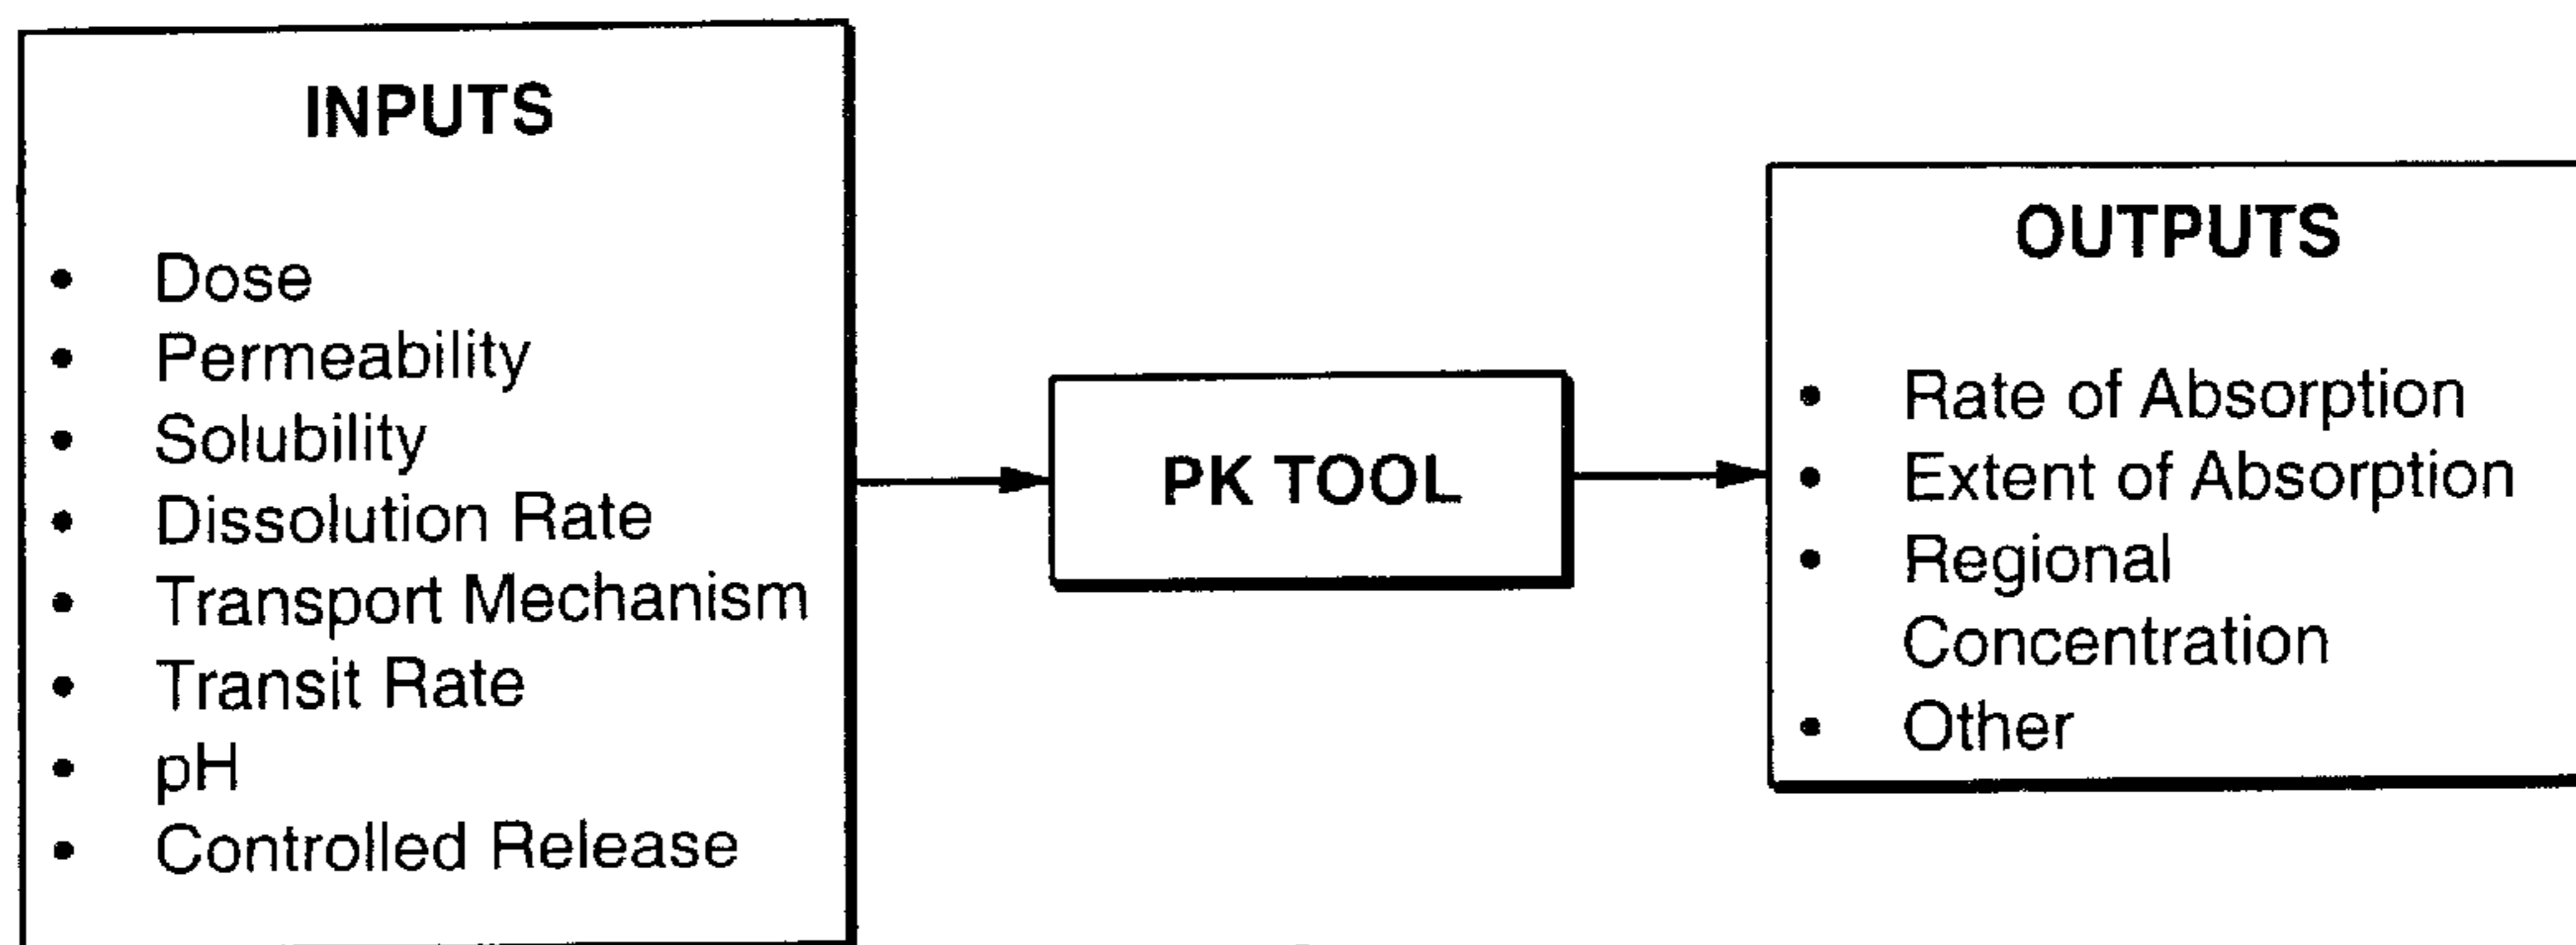 INPUTS
• Dose
• Permeability
• Solubility
• Dissolution Rate
• Transport Mechanism
• Transit Rate
• pH
• Controlled Release
PK TOOL
OUTPUTS
• Rate of Absorption
• Extent of Absorption
• Regional
Concentration
• Other